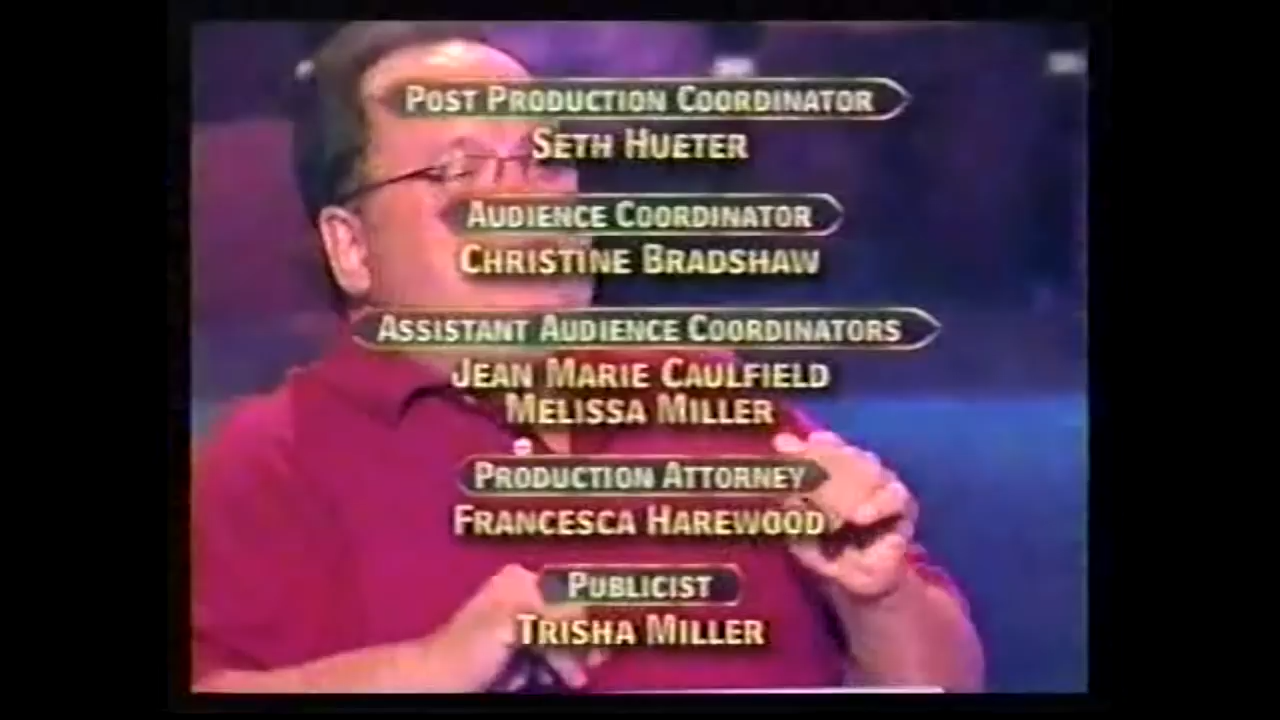 POST PRODUCTION COORDINATOR
SETH HUETER
AUDIENCE COORDINATOR
CHRISTINE BRADSHAW
ASSISTANT AUDIENCE COORDINATORS
JEAN MARIE CAULFIELD
MELISSA MILLER
PRODUCTION ATTORNEY
FRANCESCA HAREWOOD
PUBLICIST
TRISHA MILLER